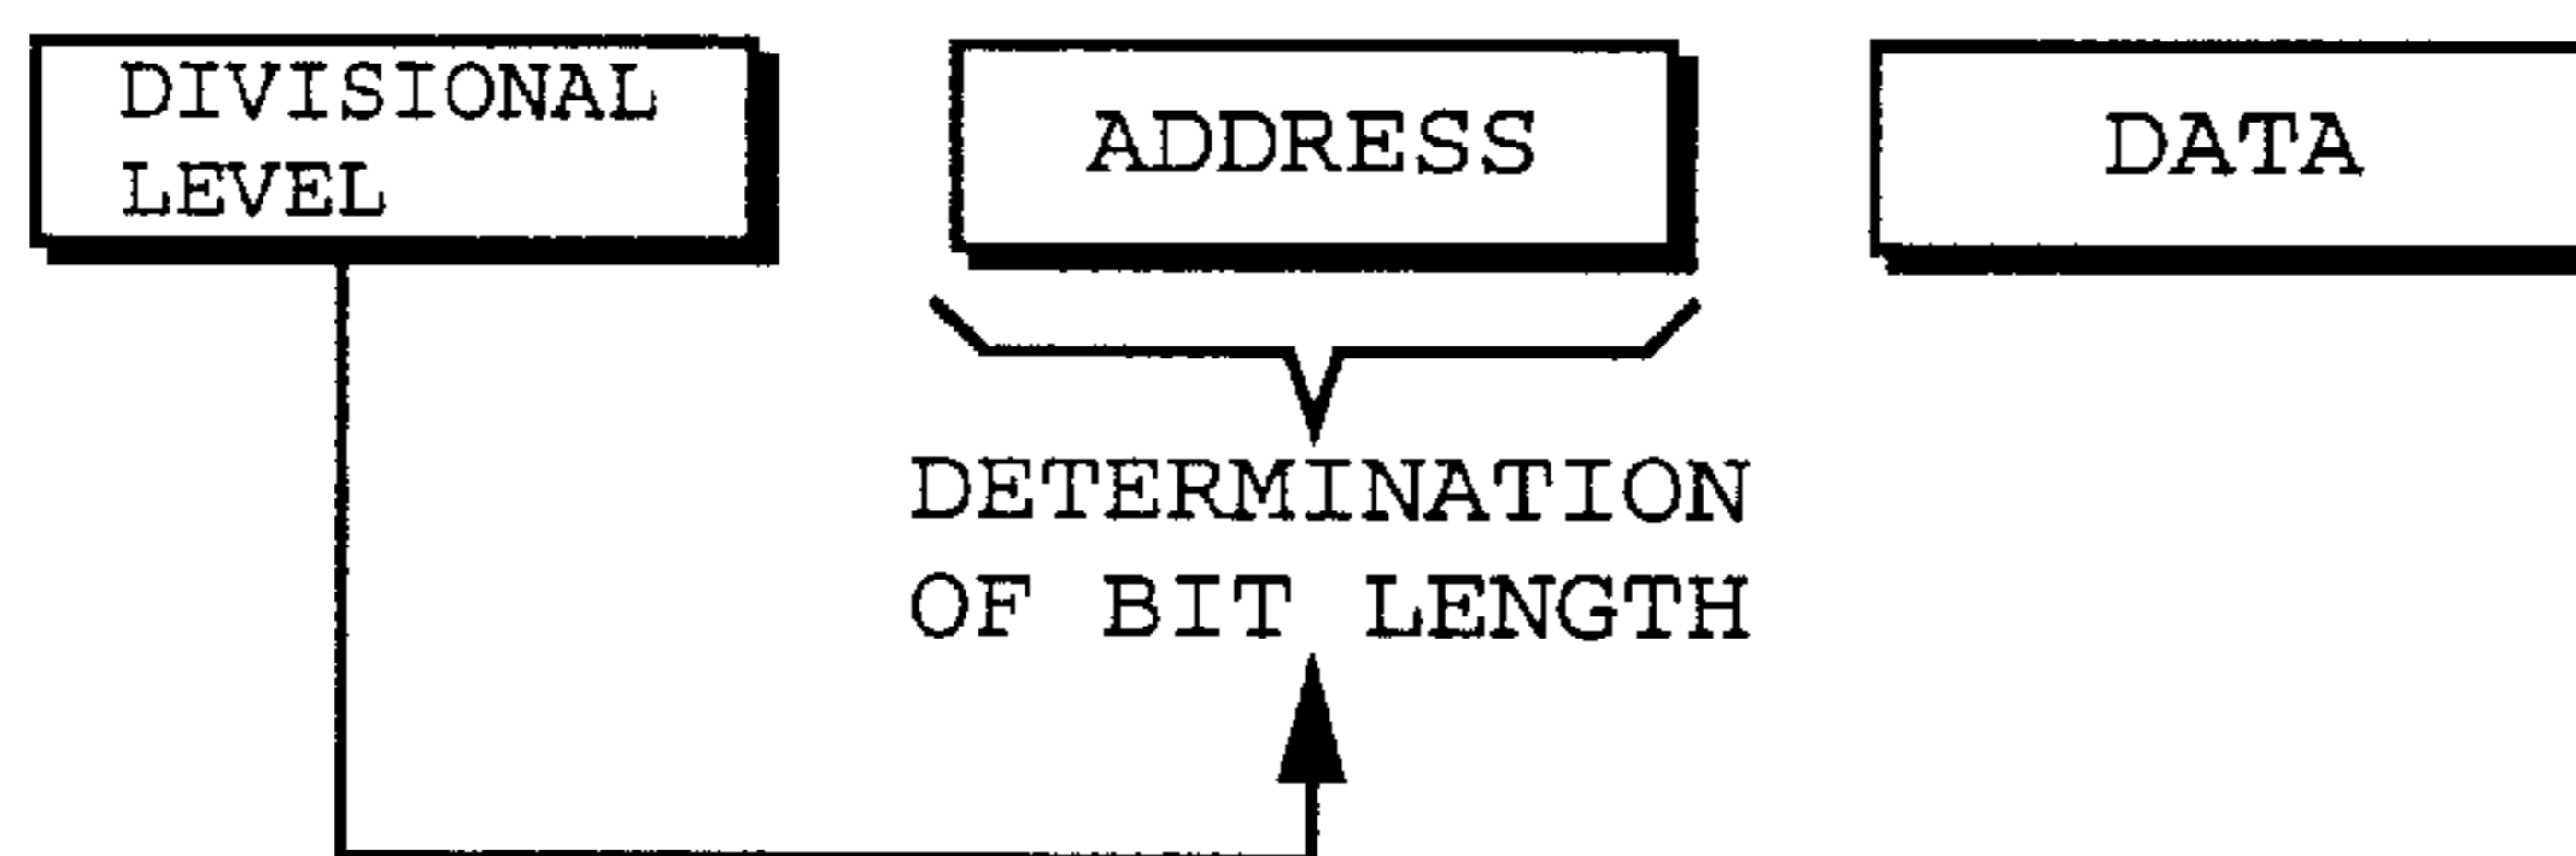 DIVISIONAL
LEVEL
ADDRESS
DATA
DETERMINATION
OF BIT LENGTH